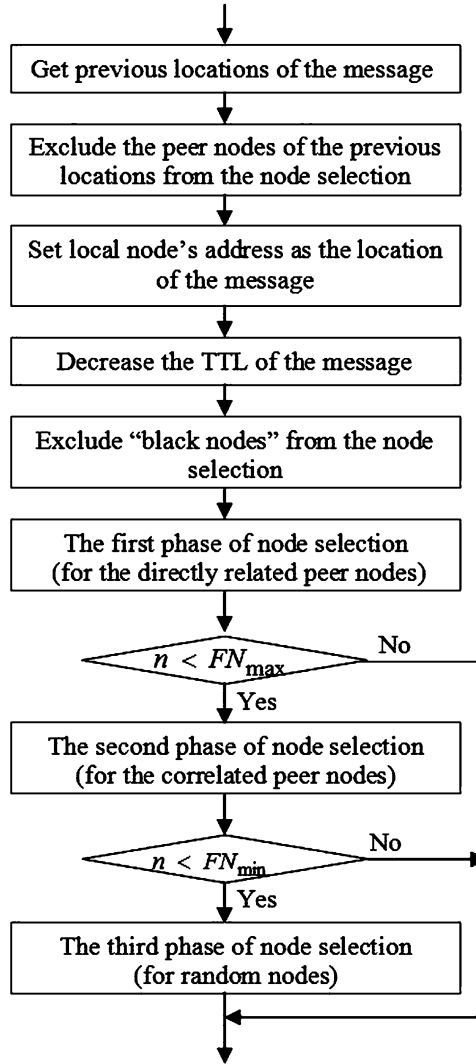 Get previous locations of the message
Exclude the peer nodes of the previous
locations from the node selection
Set local node's address as the location
of the message
Decrease the TTL of the message
Exclude “black nodes” from the node
selection
The first phase of node selection
(for the directly related peer nodes)
n < FN_max
No
Yes
The second phase of node selection
(for the correlated peer nodes)
n < FN_min
No
Yes
The third phase of node selection
(for random nodes)